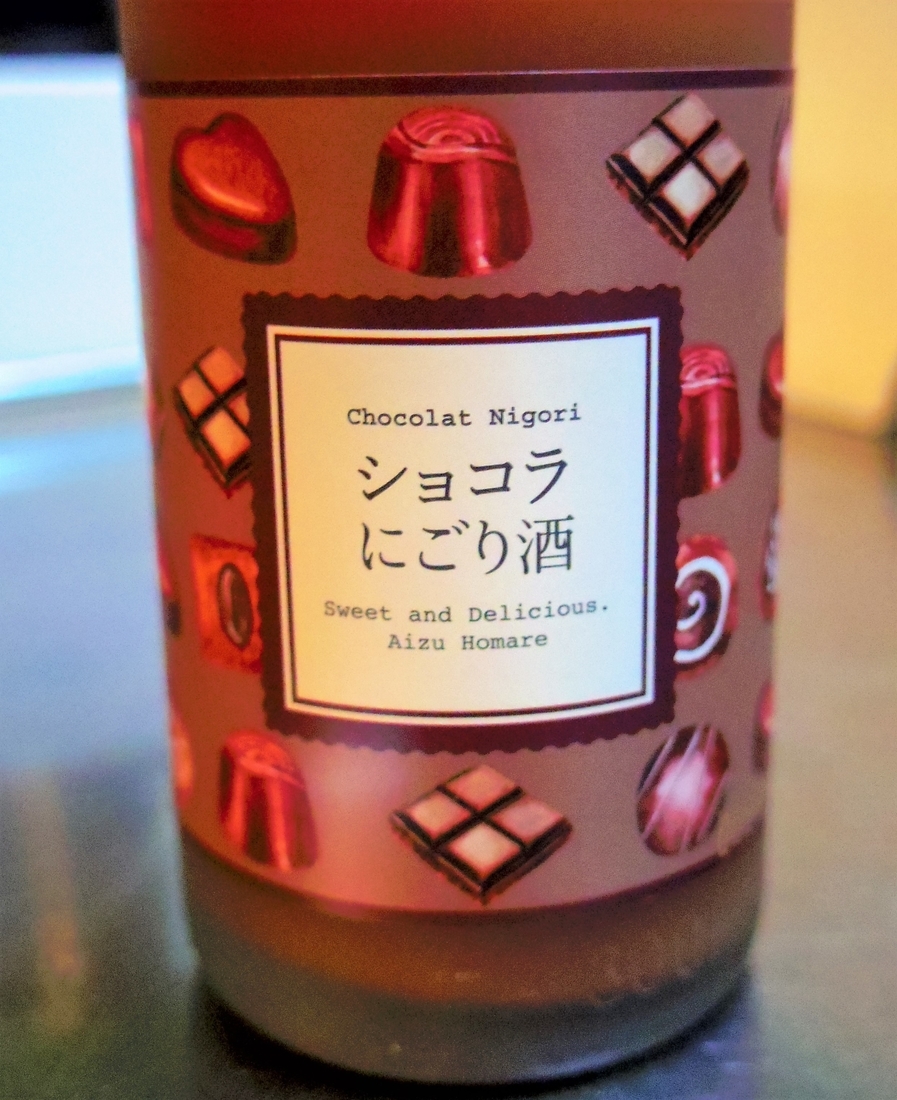 Chocolat Nigori
ショコラ
にごり酒
Sweet and Delicious.
Aizu Homare